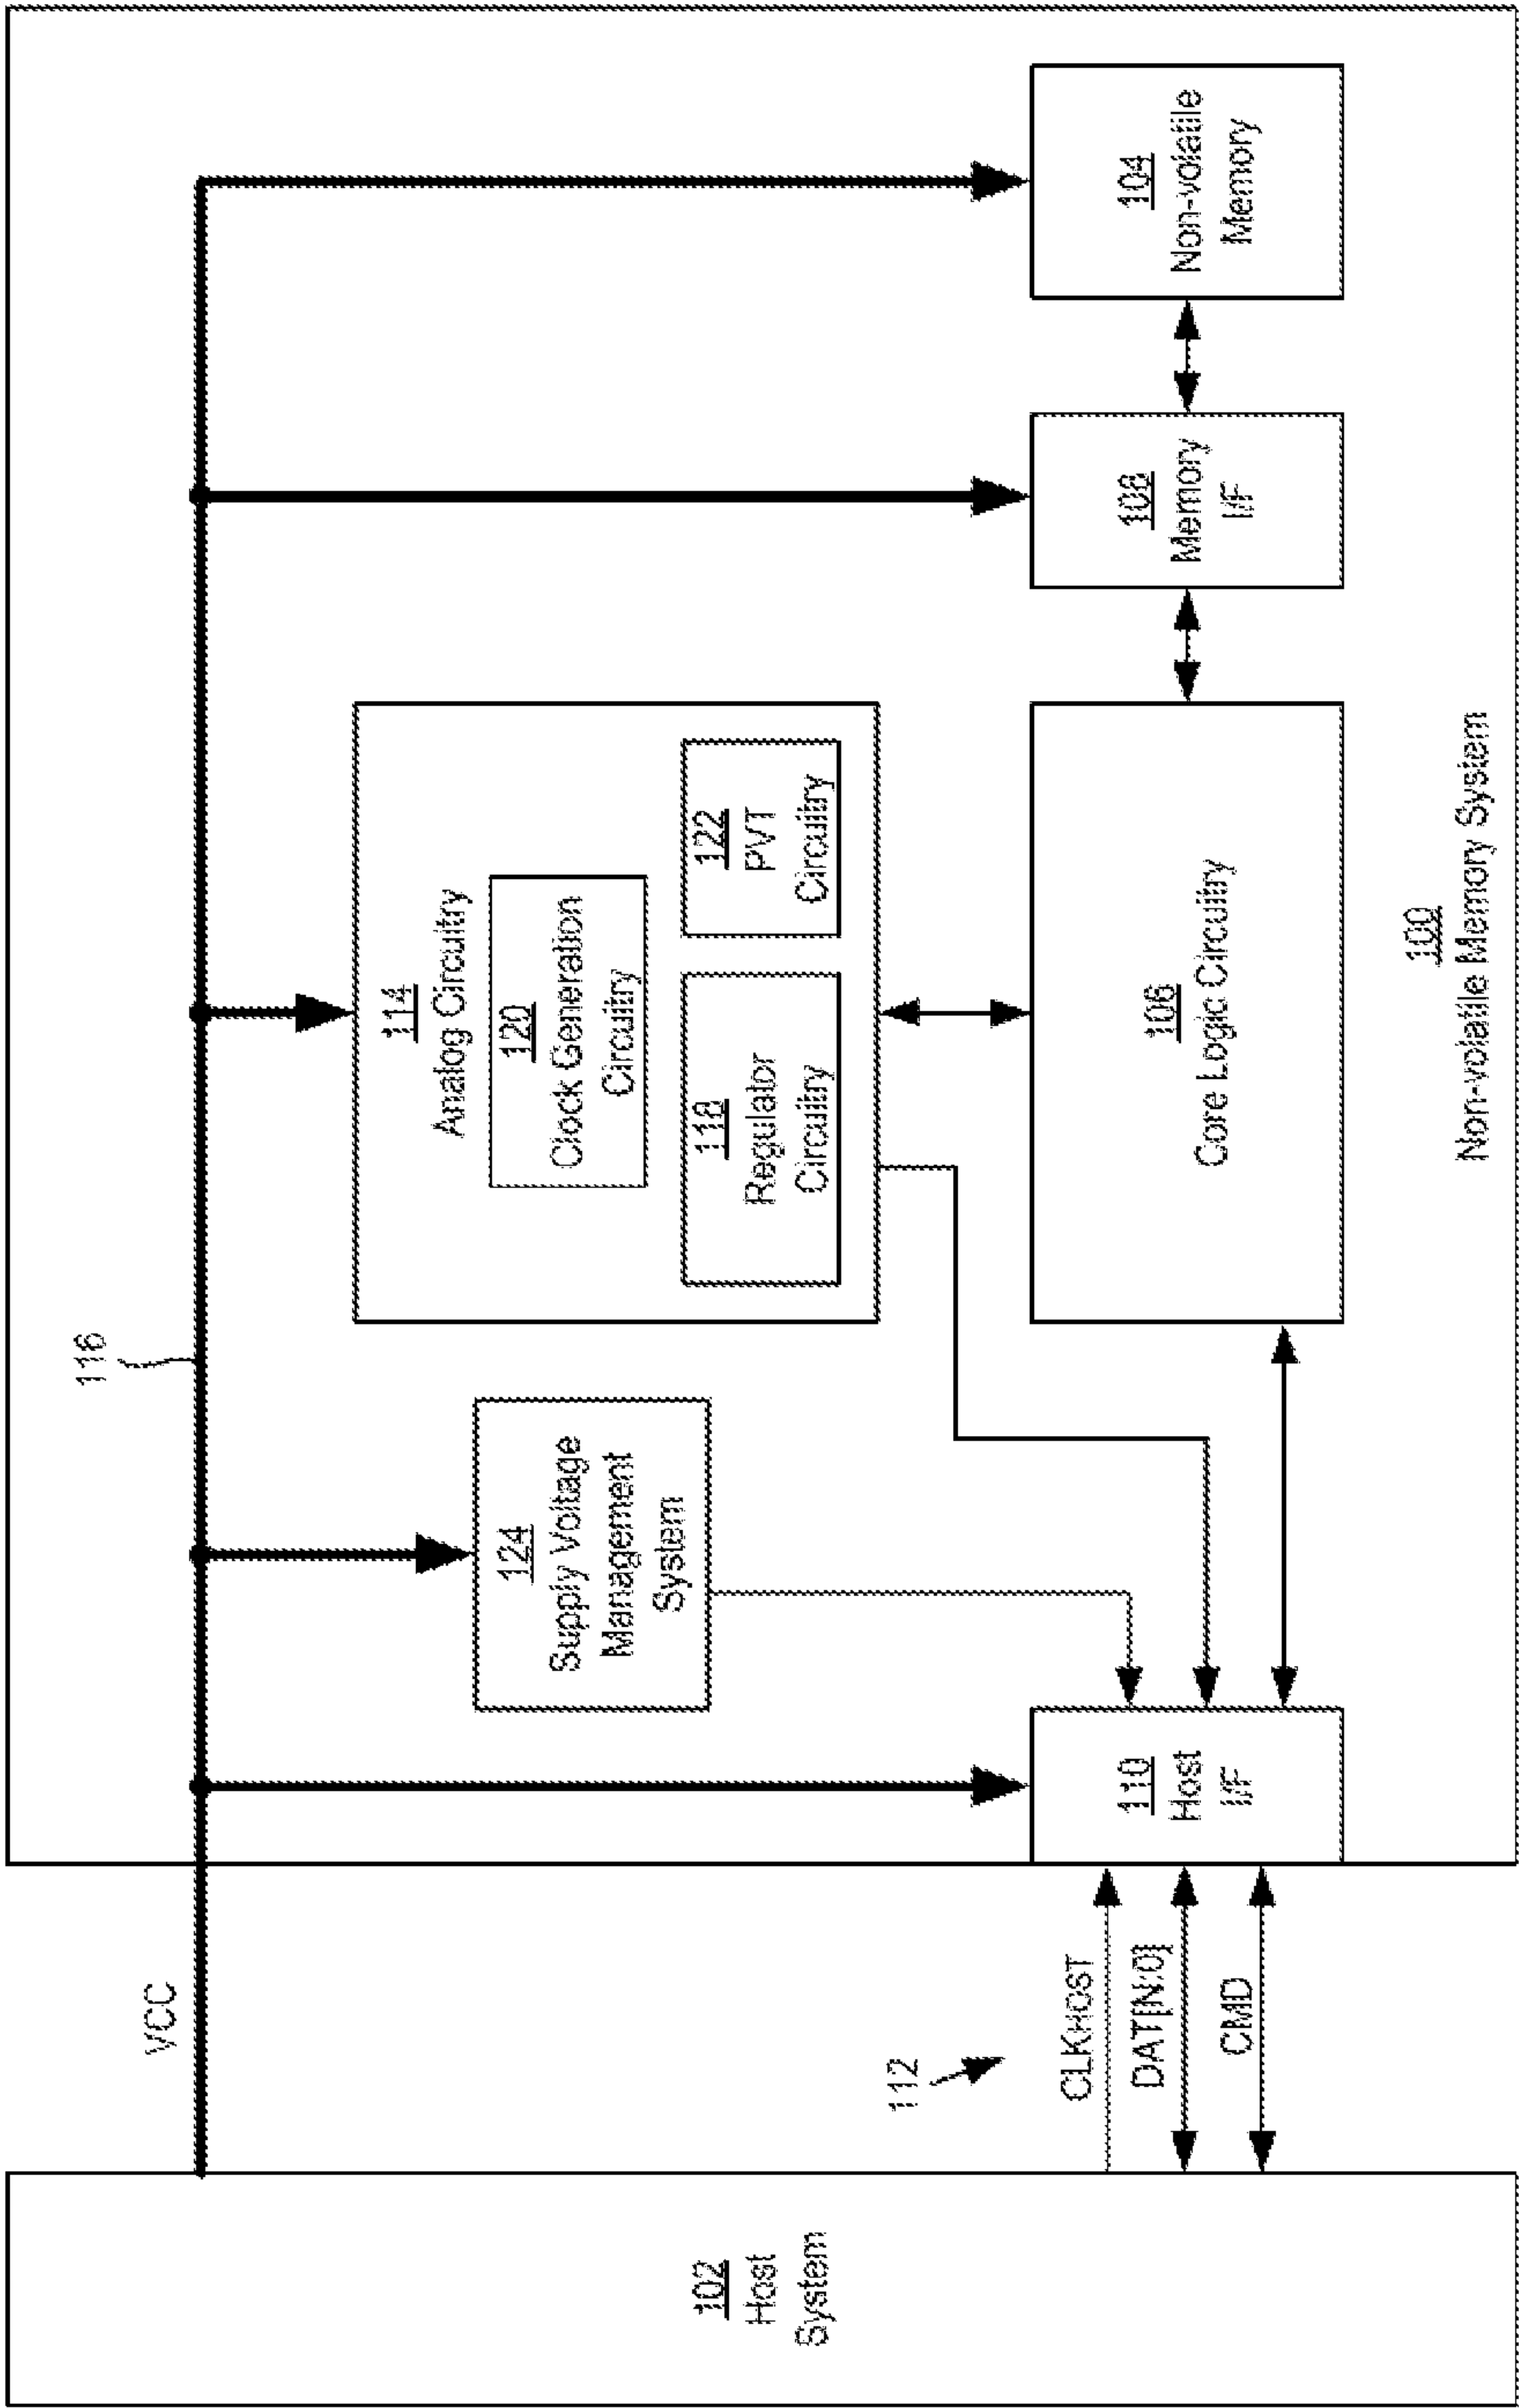 102
Host
System
VCC
112
CLKHOST
DAT[N:0]
CMD
116
110
Host
I/F
124
Supply Voltage
Management
System
114
Analog Circuitry
120
Clock Generation
Circuitry
118
Regulator
Circuitry
122
PVT
Circuitry
106
Core Logic Circuitry
108
Memory
I/F
104
Non-volatile
Memory
100
Non-volatile Memory System